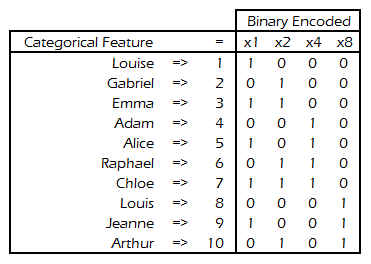 Binary Encoded
Categorical Feature = x1 x2 x4 x8
Louise => 1 1 0 0 0
Gabriel => 2 0 1 0 0
Emma => 3 1 1 0 0
Adam => 4 0 0 1 0
Alice => 5 1 0 1 0
Raphael => 6 0 1 1 0
Chloe => 7 1 1 1 0
Louis => 8 0 0 0 1
Jeanne => 9 1 0 0 1
Arthur => 10 0 1 0 1